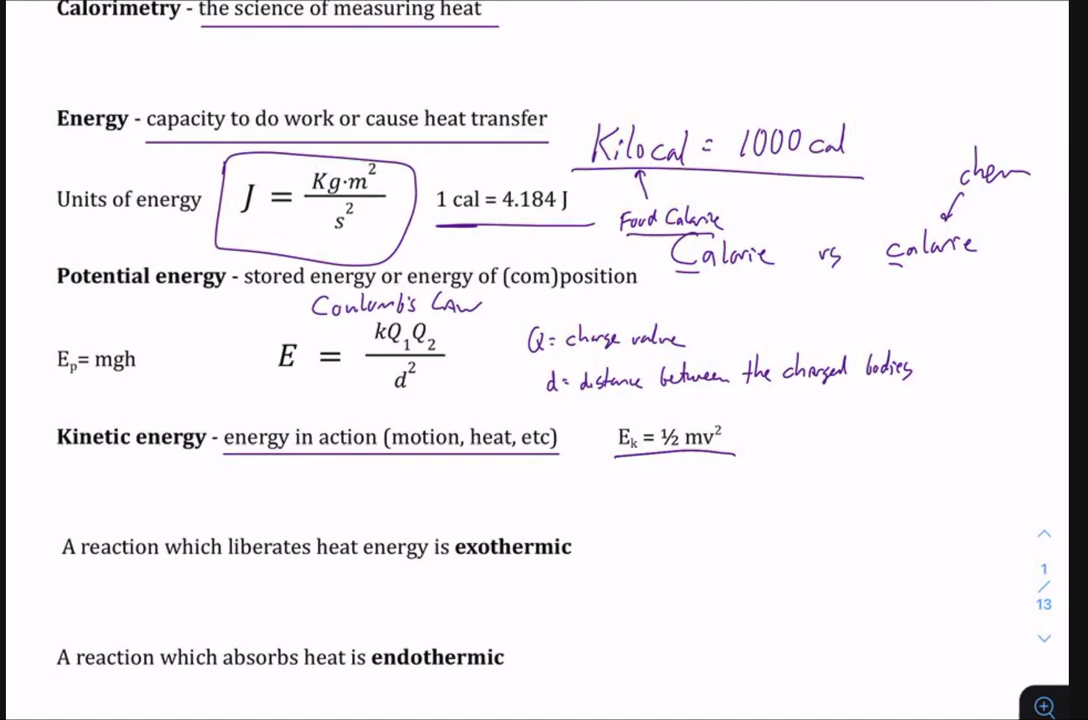 Calorimetry - the science of measuring heat
Energy - capacity to do work or cause heat transfer
Kilocal = 1000 cal
chem
Units of energy J = Kg·m² / s² 1 cal = 4.184 J
Food Calorie
Calorie vs calorie
Potential energy - stored energy or energy of (com)position
Coulomb's Law
Eₚ= mgh E = kQ₁Q₂ / d²
Q = charge value
d = distance between the charged bodies
Kinetic energy - energy in action (motion, heat, etc) Eₖ = ½ mv²
A reaction which liberates heat energy is exothermic
1
/
13
A reaction which absorbs heat is endothermic